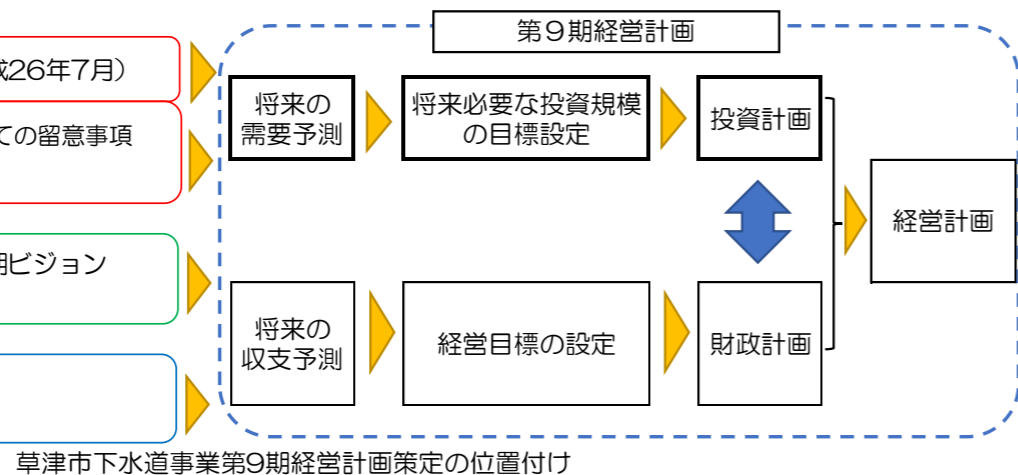 第９期経営計画
成26年7月）
ての留意事項
期ビジョン
将来の
需要予測
将来必要な投資規模
の目標設定
投資計画
将来の
収支予測
経営目標の設定
財政計画
経営計画
草津市下水道事業第9期経営計画策定の位置付け